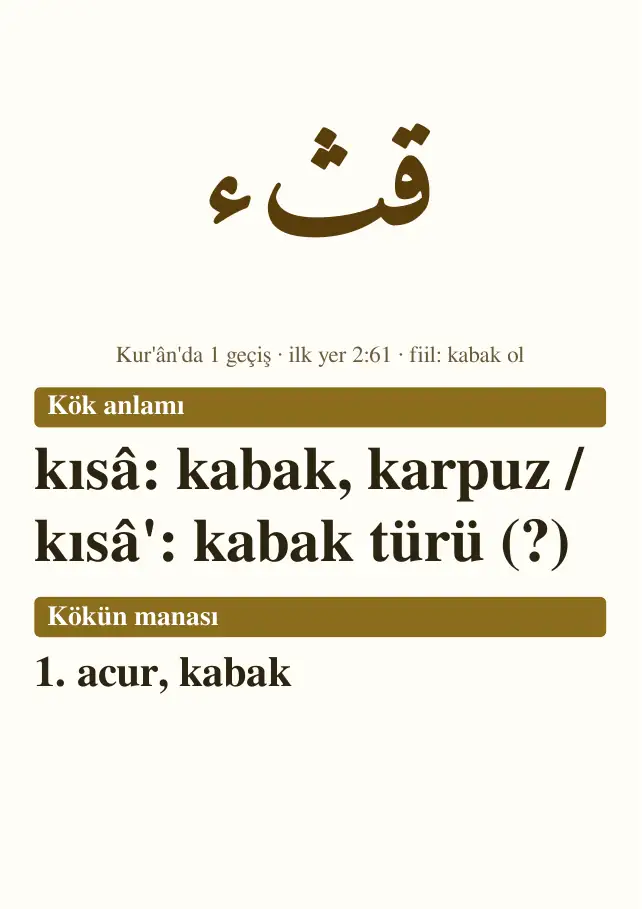 قثء
Kur'ân'da 1 geçiş · ilk yer 2:61 · fiil: kabak ol
Kök anlamı
kısâ: kabak, karpuz /
kısâ': kabak türü (?)
Kökün manası
1. acur, kabak